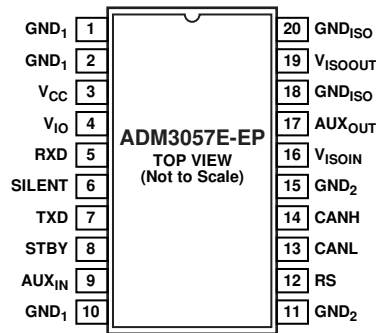 GND1 1
GND1 2
VCC 3
VIO 4
RXD 5
SILENT 6
TXD 7
STBY 8
AUXIN 9
GND1 10
ADM3057E-EP
TOP VIEW
(Not to Scale)
20 GNDISO
19 VISOOUT
18 GNDISO
17 AUXOUT
16 VISOIN
15 GND2
14 CANH
13 CANL
12 RS
11 GND2